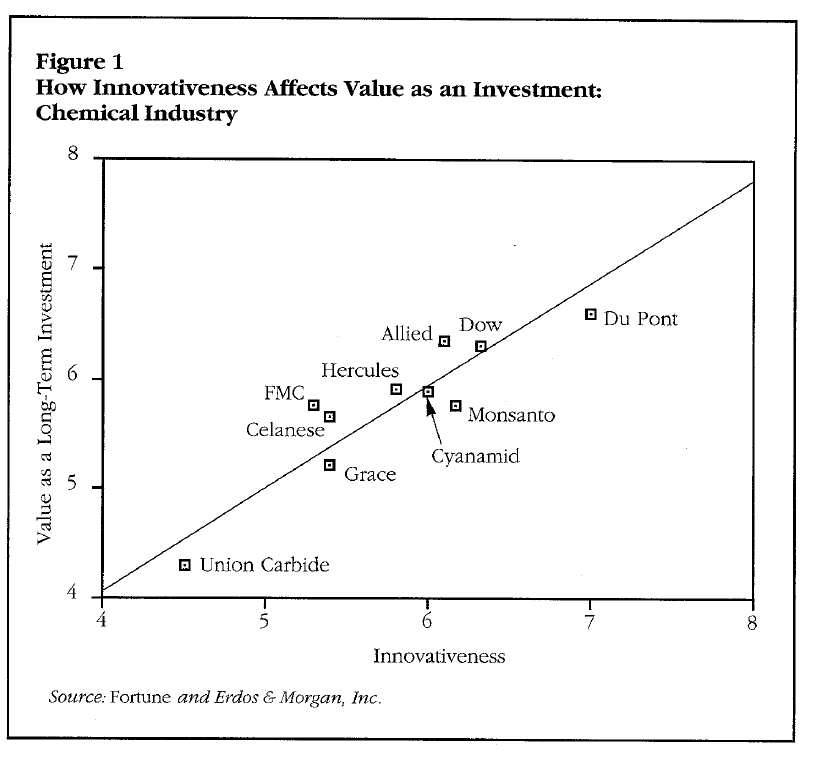 Figure 1
How Innovativeness Affects Value as an Investment:
Chemical Industry
8
7
6
5
4
Value as a Long-Term Investment
Allied
Dow
Du Pont
Hercules
FMC
Celanese
Monsanto
Cyanamid
Grace
Union Carbide
4 5 6 7 8
Innovativeness
Source: Fortune and Erdos & Morgan, Inc.